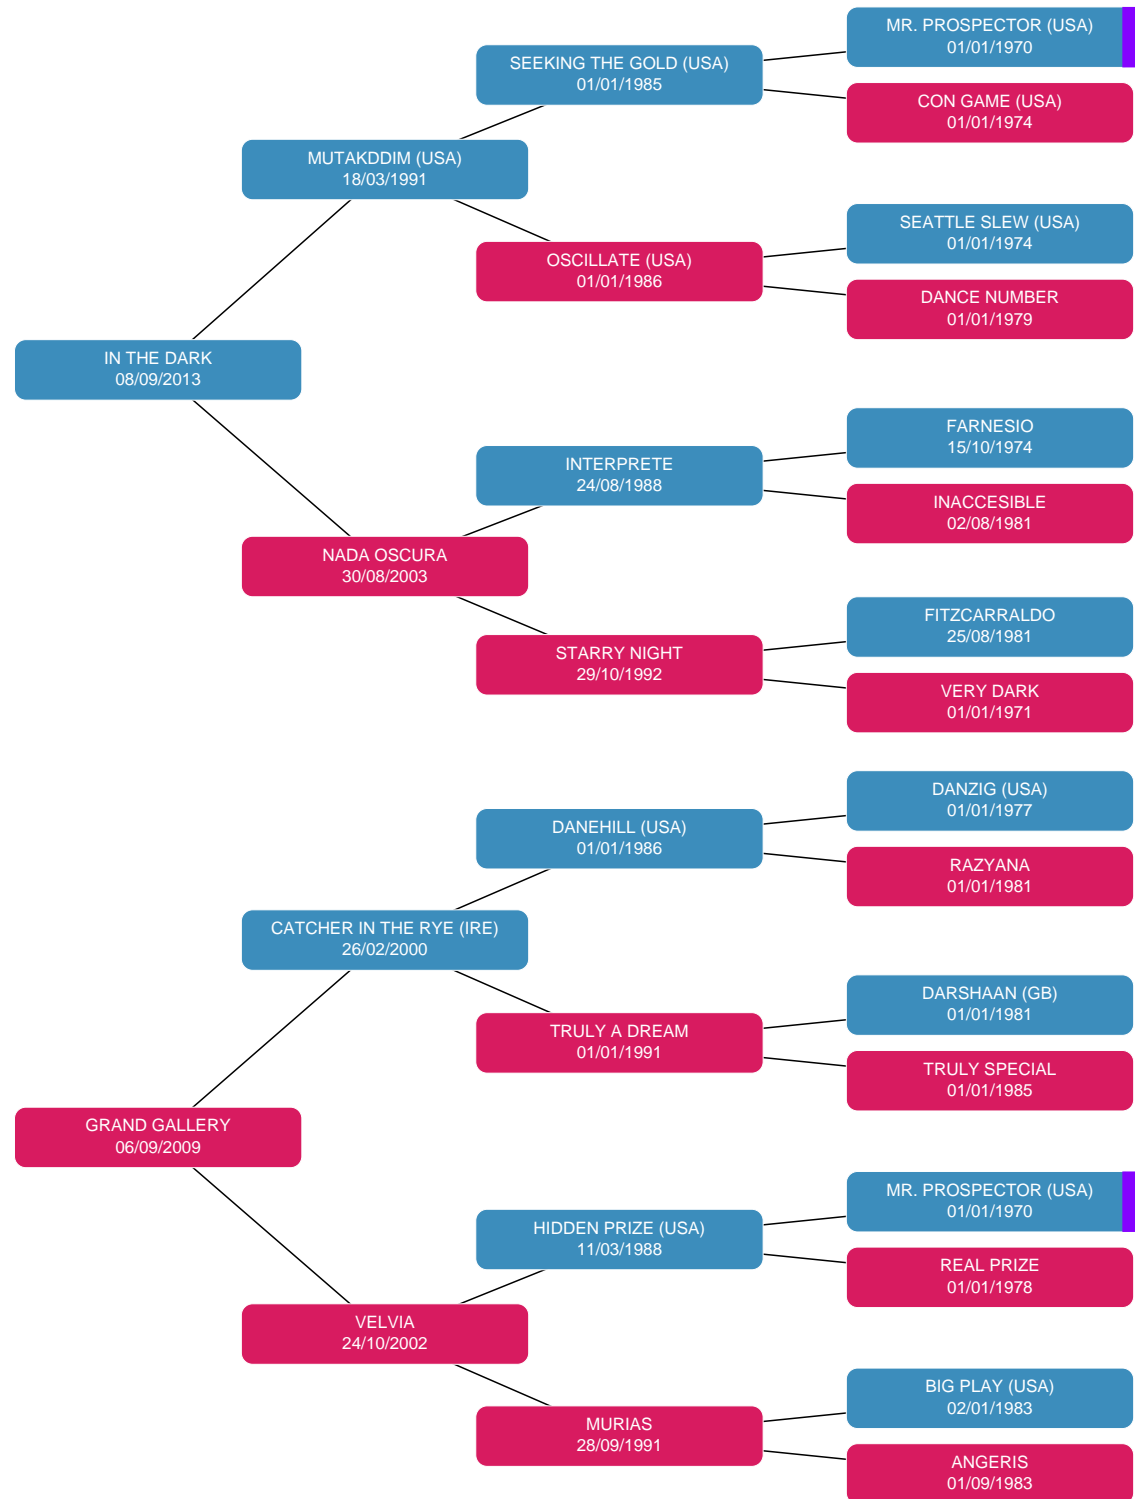 MR. PROSPECTOR (USA)
01/01/1970
SEEKING THE GOLD (USA)
01/01/1985
CON GAME (USA)
01/01/1974
MUTAKDDIM (USA)
18/03/1991
SEATTLE SLEW (USA)
01/01/1974
OSCILLATE (USA)
01/01/1986
DANCE NUMBER
01/01/1979
IN THE DARK
08/09/2013
FARNESIO
15/10/1974
INTERPRETE
24/08/1988
INACCESIBLE
02/08/1981
NADA OSCURA
30/08/2003
FITZCARRALDO
25/08/1981
STARRY NIGHT
29/10/1992
VERY DARK
01/01/1971
DANZIG (USA)
01/01/1977
DANEHILL (USA)
01/01/1986
RAZYANA
01/01/1981
CATCHER IN THE RYE (IRE)
26/02/2000
DARSHAAN (GB)
01/01/1981
TRULY A DREAM
01/01/1991
TRULY SPECIAL
01/01/1985
GRAND GALLERY
06/09/2009
MR. PROSPECTOR (USA)
01/01/1970
HIDDEN PRIZE (USA)
11/03/1988
REAL PRIZE
01/01/1978
VELVIA
24/10/2002
BIG PLAY (USA)
02/01/1983
MURIAS
28/09/1991
ANGERIS
01/09/1983